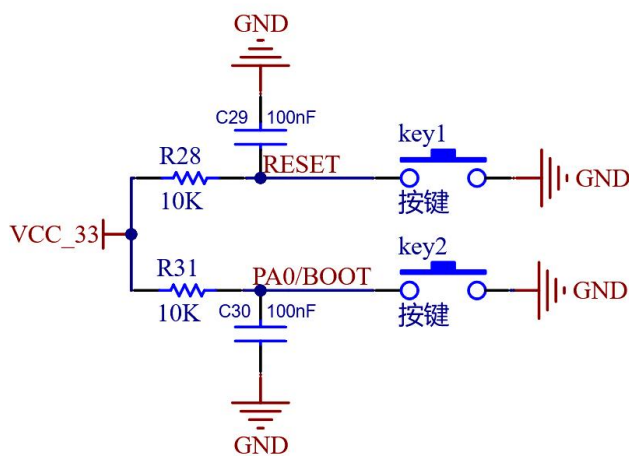 GND
C29 100nF
key1
R28
RESET
GND
10K
按键
VCC_33
key2
R31
PA0/BOOT
GND
10K
C30 100nF
按键
GND